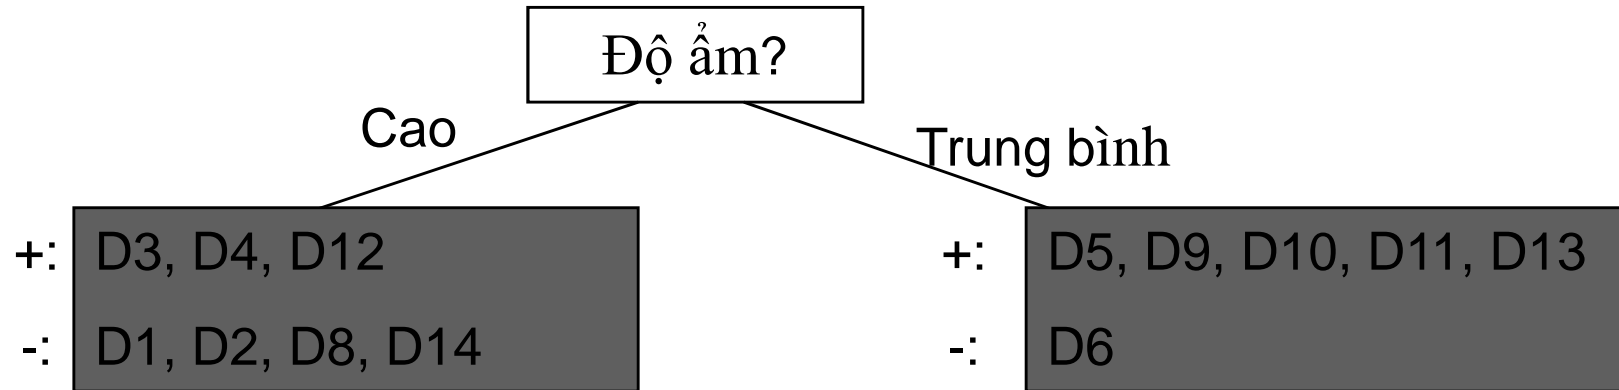 Độ ẩm?
Cao
Trung bình
+: D3, D4, D12
-: D1, D2, D8, D14
+: D5, D9, D10, D11, D13
-: D6